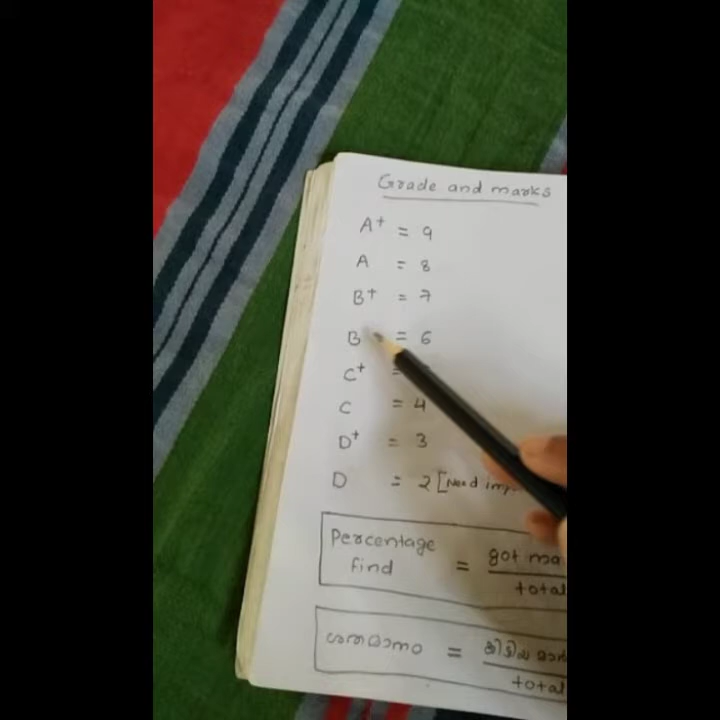 Grade and marks
A+ = 9
A = 8
B+ = 7
B = 6
C+ =
C = 4
D+ = 3
D = 2 [Need
Percentage find = got / total
ശതമാനം = കിട്ടിയ / total